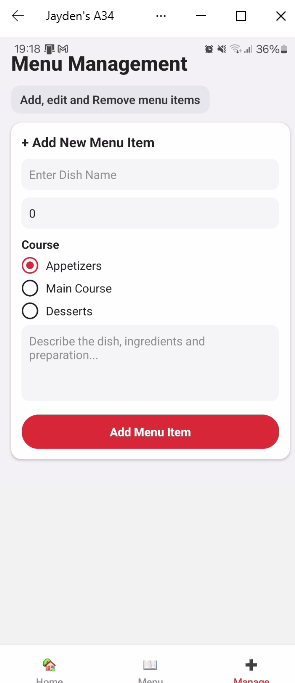 Jayden's A34
19:18
36%
Menu Management
Add, edit and Remove menu items
+ Add New Menu Item
Enter Dish Name
0
Course
Appetizers
Main Course
Desserts
Describe the dish, ingredients and
preparation...
Add Menu Item
Home
Menu
Manage